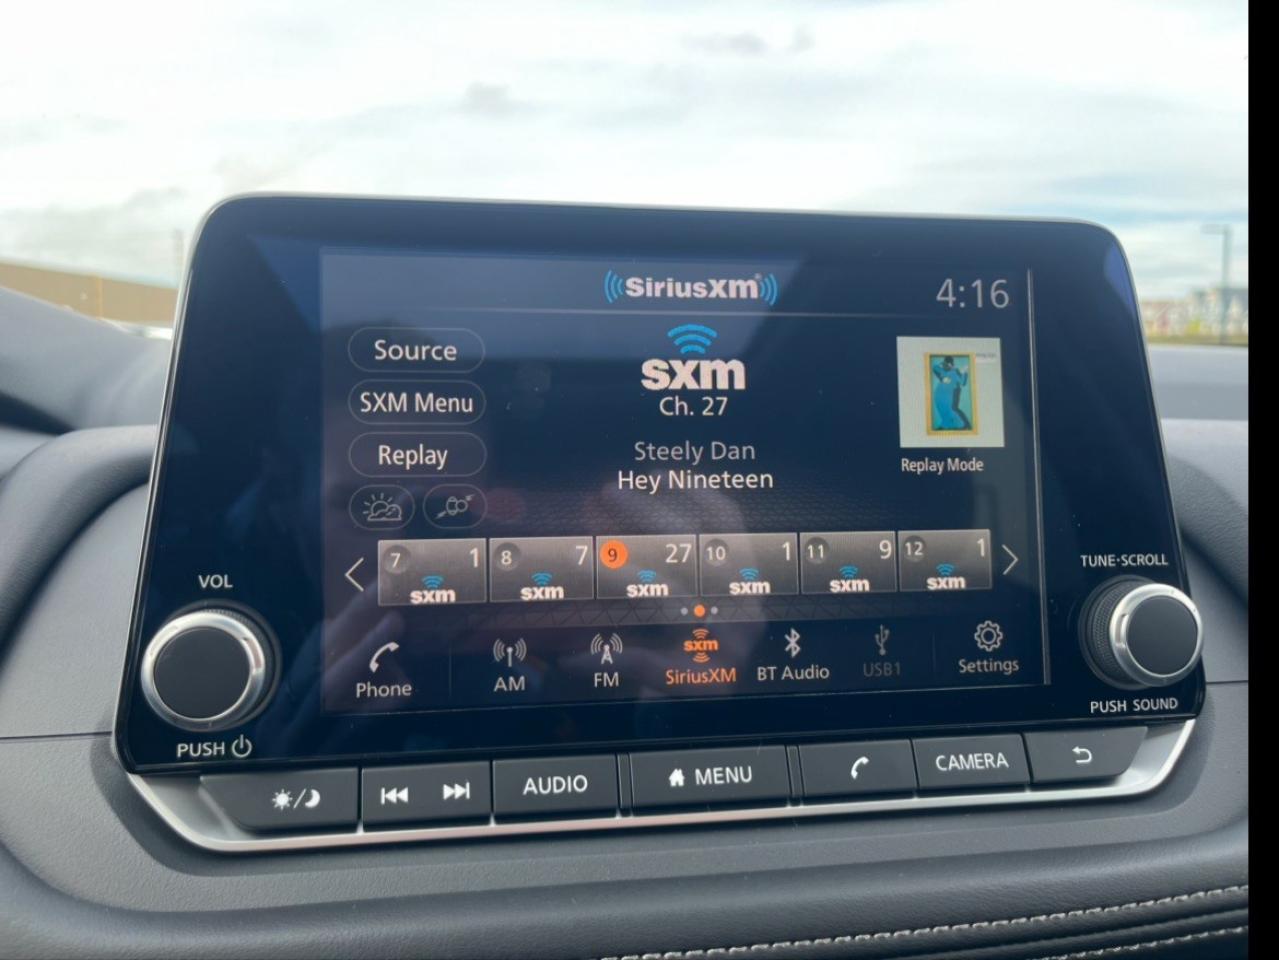 SiriusXM
4:16
Source
SXM Menu
Replay
sxm
Ch. 27
Steely Dan
Hey Nineteen
Replay Mode
7 1 sxm
8 7 sxm
9 27 sxm
10 1 sxm
11 9 sxm
12 1 sxm
Phone
AM
FM
sxm
SiriusXM
BT Audio
USB1
Settings
VOL
PUSH
TUNE·SCROLL
PUSH SOUND
AUDIO
MENU
CAMERA